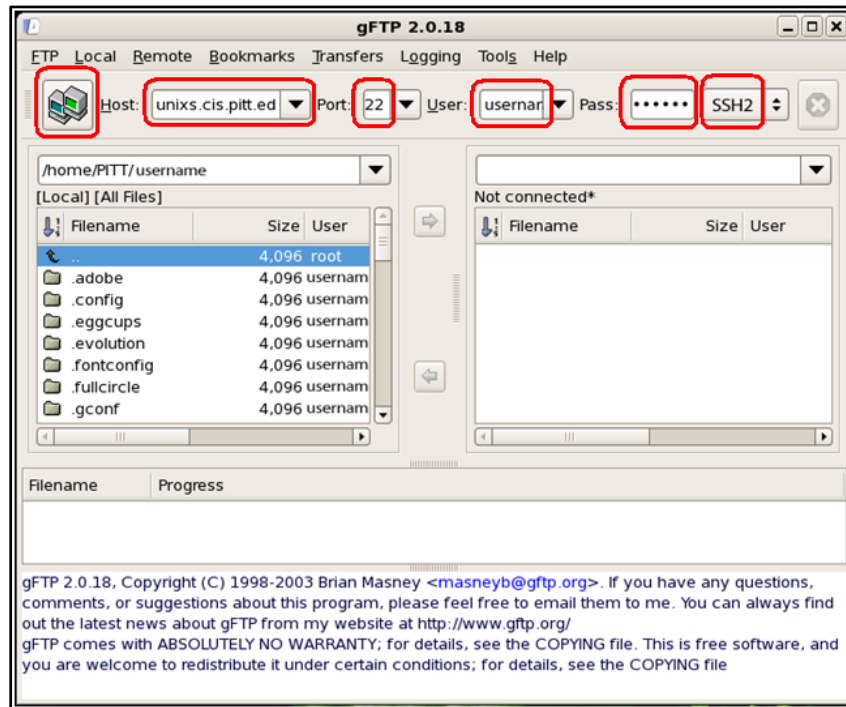 gFTP 2.0.18
FTP Local Remote Bookmarks Transfers Logging Tools Help
Host: unixs.cis.pitt.ed Port: 22 User: usernar Pass: •••••• SSH2
/home/PITT/username
[Local] [All Files]
Filename Size User
.. 4,096 root
.adobe 4,096 usernam
.config 4,096 usernam
.eggcups 4,096 usernam
.evolution 4,096 usernam
.fontconfig 4,096 usernam
.fullcircle 4,096 usernam
.gconf 4,096 usernam
Not connected*
Filename Size User
Filename Progress
gFTP 2.0.18, Copyright (C) 1998-2003 Brian Masney <masneyb@gftp.org>. If you have any questions,
comments, or suggestions about this program, please feel free to email them to me. You can always find
out the latest news about gFTP from my website at http://www.gftp.org/
gFTP comes with ABSOLUTELY NO WARRANTY; for details, see the COPYING file. This is free software, and
you are welcome to redistribute it under certain conditions; for details, see the COPYING file